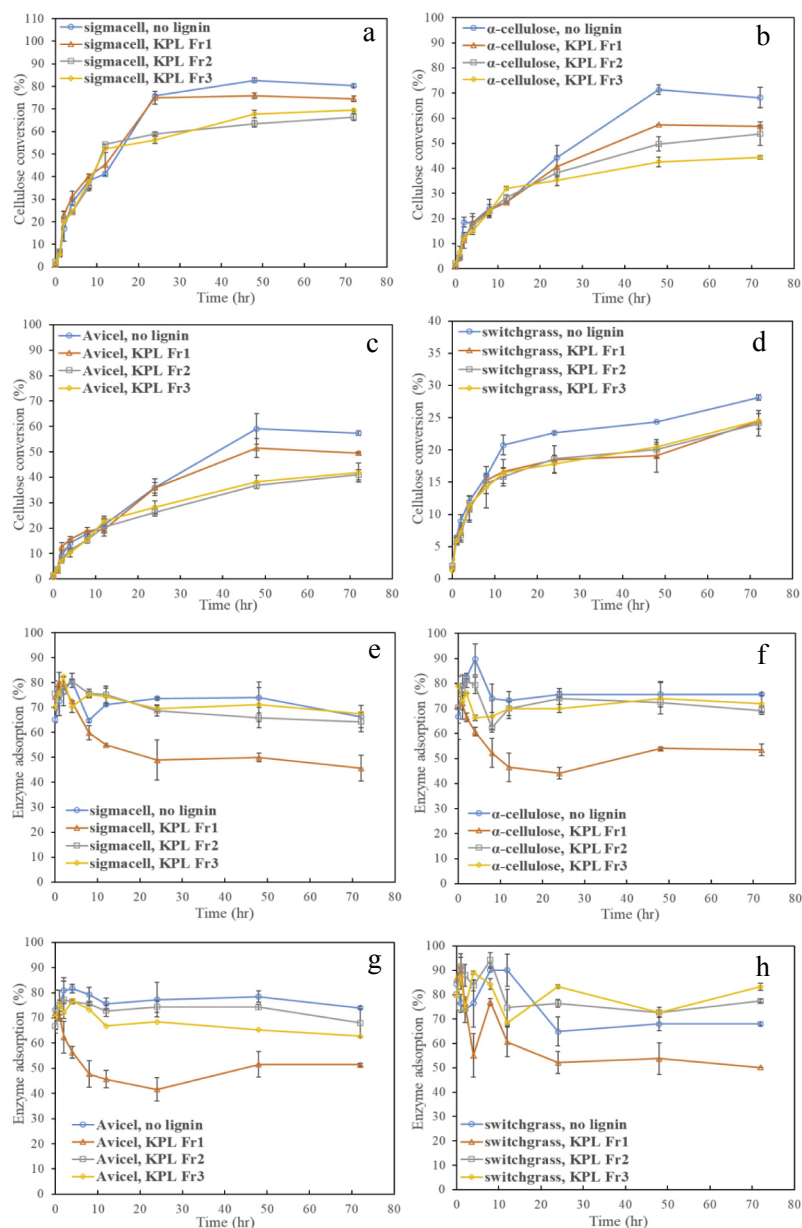 a
sigmacell, no lignin
sigmacell, KPL Fr1
sigmacell, KPL Fr2
sigmacell, KPL Fr3
Cellulose conversion (%)
110
100
90
80
70
60
50
40
30
20
10
0
0 10 20 30 40 50 60 70 80
Time (hr)
b
α-cellulose, no lignin
α-cellulose, KPL Fr1
α-cellulose, KPL Fr2
α-cellulose, KPL Fr3
Cellulose conversion (%)
100
90
80
70
60
50
40
30
20
10
0
0 10 20 30 40 50 60 70 80
Time (hr)
c
Avicel, no lignin
Avicel, KPL Fr1
Avicel, KPL Fr2
Avicel, KPL Fr3
Cellulose conversion (%)
100
90
80
70
60
50
40
30
20
10
0
0 10 20 30 40 50 60 70 80
Time (hr)
d
switchgrass, no lignin
switchgrass, KPL Fr1
switchgrass, KPL Fr2
switchgrass, KPL Fr3
Cellulose conversion (%)
40
35
30
25
20
15
10
5
0
0 10 20 30 40 50 60 70 80
Time (hr)
e
Enzyme adsorption (%)
100
90
80
70
60
50
40
30
20
10
0
sigmacell, no lignin
sigmacell, KPL Fr1
sigmacell, KPL Fr2
sigmacell, KPL Fr3
0 10 20 30 40 50 60 70 80
Time (hr)
f
Enzyme adsorption (%)
100
90
80
70
60
50
40
30
20
10
0
α-cellulose, no lignin
α-cellulose, KPL Fr1
α-cellulose, KPL Fr2
α-cellulose, KPL Fr3
0 10 20 30 40 50 60 70 80
Time (hr)
g
Enzyme adsorption (%)
100
90
80
70
60
50
40
30
20
10
0
Avicel, no lignin
Avicel, KPL Fr1
Avicel, KPL Fr2
Avicel, KPL Fr3
0 10 20 30 40 50 60 70 80
Time (hr)
h
Enzyme adsorption (%)
100
90
80
70
60
50
40
30
20
10
0
switchgrass, no lignin
switchgrass, KPL Fr1
switchgrass, KPL Fr2
switchgrass, KPL Fr3
0 10 20 30 40 50 60 70 80
Time (hr)